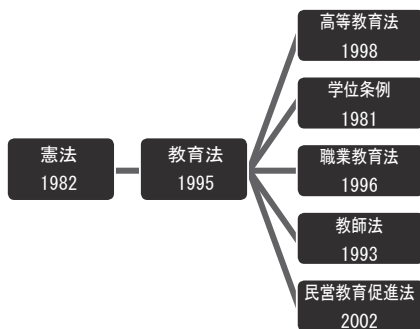 憲法
1982
教育法
1995
高等教育法
1998
学位条例
1981
職業教育法
1996
教師法
1993
民営教育促進法
2002